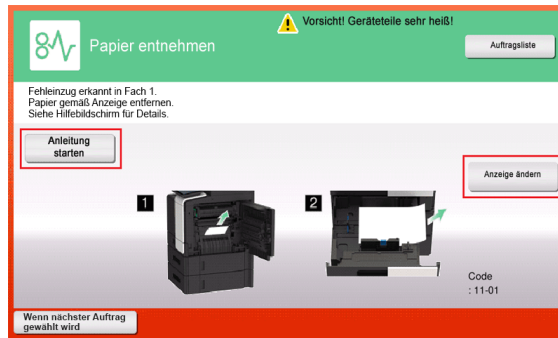 Vorsicht! Geräteteile sehr heiß!
Papier entnehmen
Auftragsliste
Fehleinzug erkannt in Fach 1.
Papier gemäß Anzeige entfernen.
Siehe Hilfebildschirm für Details.
Anleitung
starten
Anzeige ändern
1
2
Code
: 11-01
Wenn nächster Auftrag
gewählt wird